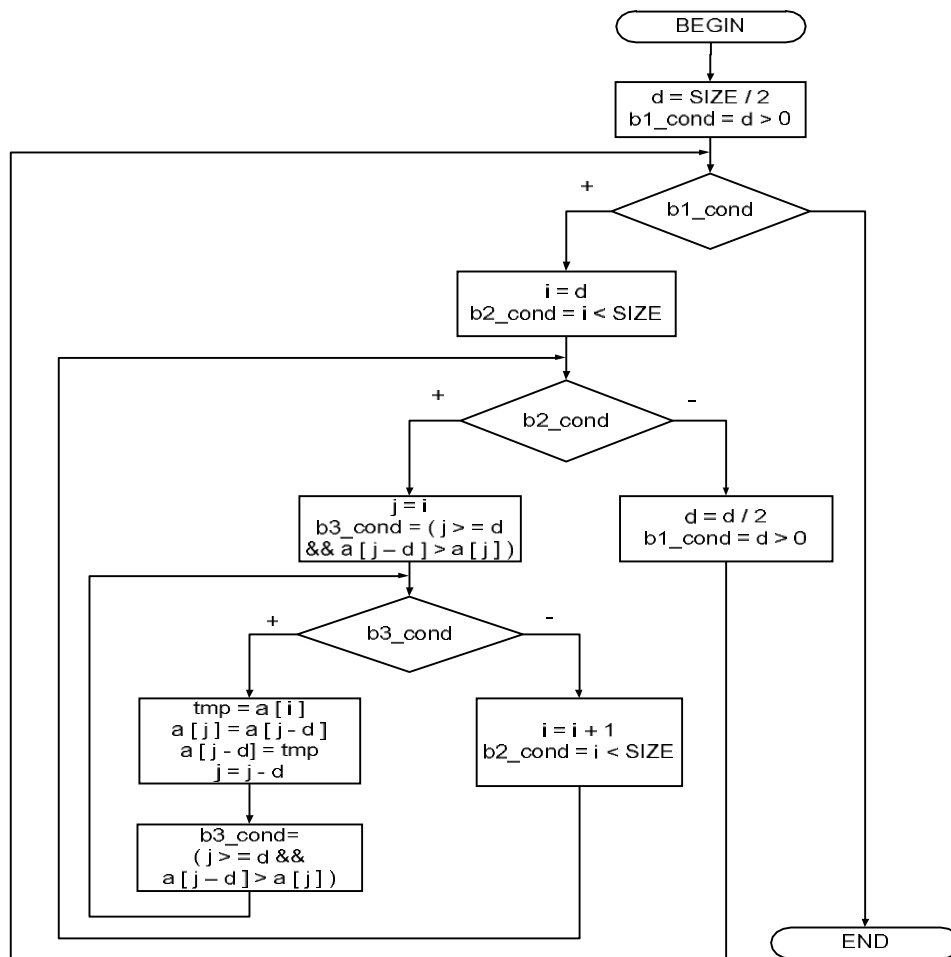 BEGIN
d = SIZE / 2
b1_cond = d > 0
+
b1_cond
i = d
b2_cond = i < SIZE
+
b2_cond
-
j = i
b3_cond = ( j >= d
&& a [ j – d ] > a [ j ] )
d = d / 2
b1_cond = d > 0
+
b3_cond
-
tmp = a [ i ]
a [ j ] = a [ j - d ]
a [ j - d] = tmp
j = j - d
i = i + 1
b2_cond = i < SIZE
b3_cond=
( j > = d &&
a [ j – d ] > a [ j ] )
END